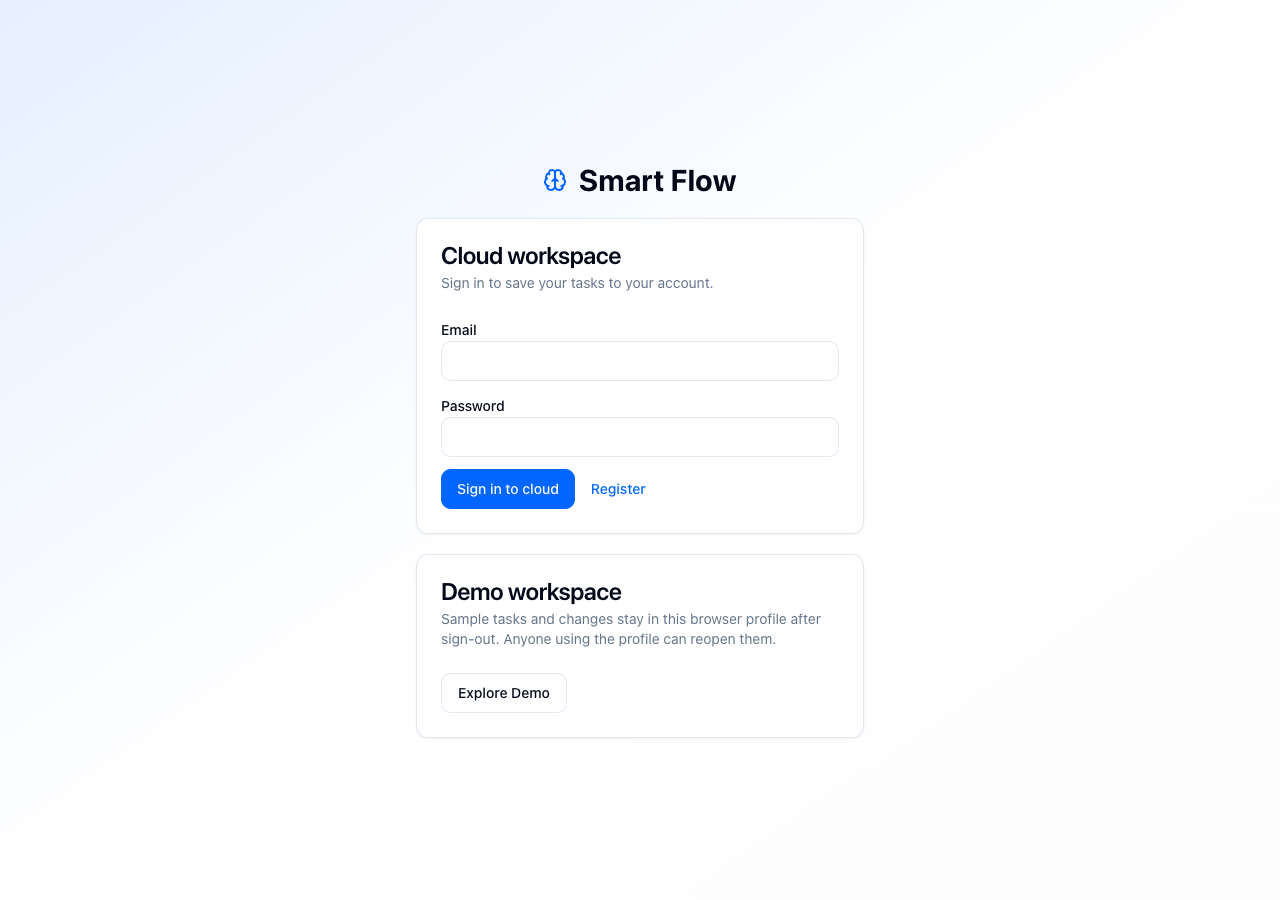 Smart Flow
Cloud workspace
Sign in to save your tasks to your account.
Email
Password
Sign in to cloud
Register
Demo workspace
Sample tasks and changes stay in this browser profile after
sign-out. Anyone using the profile can reopen them.
Explore Demo